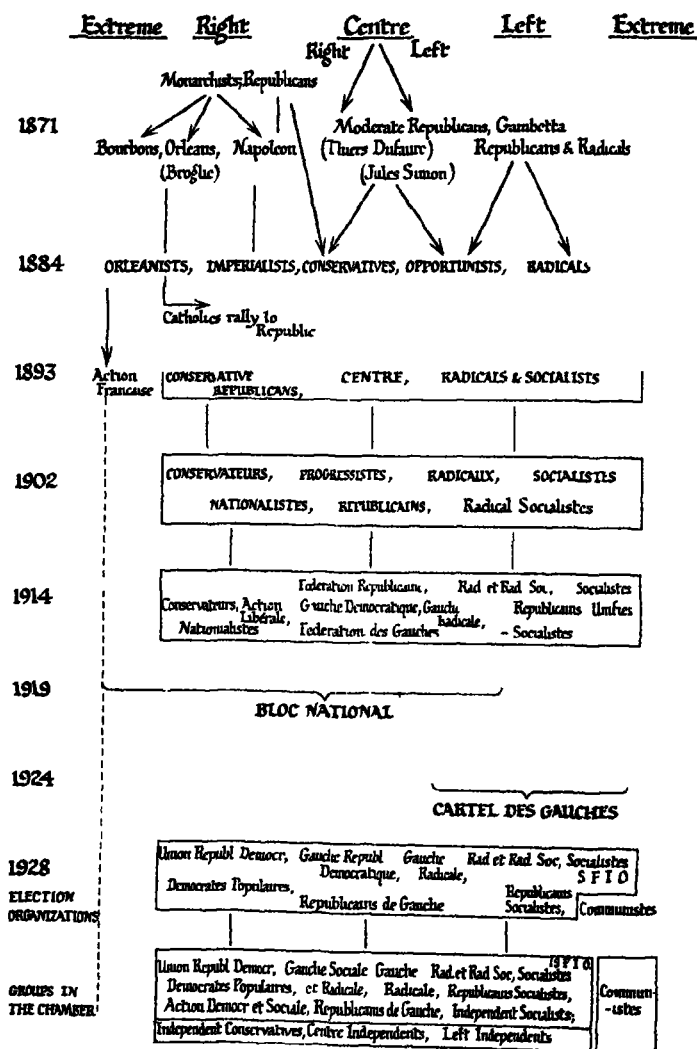 Extreme Right Centre Left Extreme
Right Left
Monarchists; Republicans
1871
Moderate Republicans, Gambetta
Bourbons, Orleans, Napoleon (Thiers Dufaure) Republicans & Radicals
(Broglie) (Jules Simon)
1884 ORLEANISTS, IMPERIALISTS, CONSERVATIVES, OPPORTUNISTS, RADICALS
Catholics rally to
Republic
1893 Action CONSERVATIVE CENTRE, RADICALS & SOCIALISTS
Francaise REPUBLICANS,
1902 CONSERVATEURS, PROGRESSISTES, RADICAUX, SOCIALISTES
NATIONALISTES, REPUBLICAINS, Radical Socialistes
1914 Federation Republicaine, Rad et Rad Soc, Socialistes
Conservateurs, Action Gauche Democratique, Gauche Republicains Unifies
Libérale, Radicale,
Nationalistes Federation des Gauches - Socialistes
1919
BLOC NATIONAL
1924
CARTEL DES GAUCHES
1928 Union Republ Democr, Gauche Republ Gauche Rad et Rad Soc, Socialistes
Democratique, Radicale, S F I O
ELECTION Democrates Populaires, Republicains
ORGANIZATIONS Republicains de Gauche Socialistes, Communistes
Union Republ Democr, Gauche Sociale Gauche Rad. et Rad Soc, Socialistes
GROUPS IN Democrates Populaires, et Radicale, Radicale, Republicains Socialistes, Commun-
THE CHAMBER Action Democr et Sociale, Republicains de Gauche, Independent Socialists; -istes
Independent Conservatives, Centre Independents, Left Independents